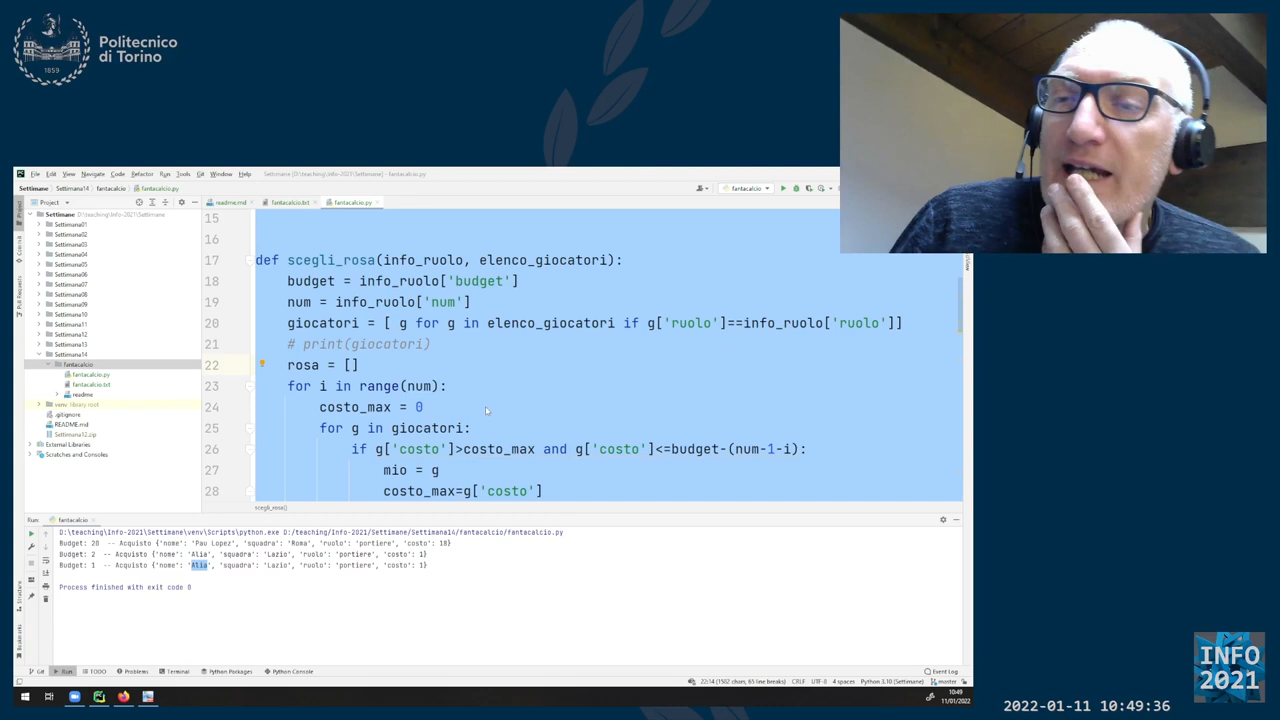 Politecnico
di Torino
1859
File Edit View Navigate Code Refactor Run Tools Git Window Help Settimane [D:\teaching\Info-2021\Settimane] - fantacalcio.py
Settimane Settimana14 fantacalcio fantacalcio.py
fantacalcio
Project
readme.md fantacalcio.txt fantacalcio.py
Settimane D:\teaching\Info-2021\Settimane
Settimana01
Settimana02
Settimana03
Settimana04
Settimana05
Settimana06
Settimana07
Settimana08
Settimana09
Settimana10
Settimana11
Settimana12
Settimana13
Settimana14
fantacalcio
fantacalcio.py
fantacalcio.txt
readme
venv library root
.gitignore
README.md
Settimana12.zip
External Libraries
Scratches and Consoles
Project
Commit
Pull Requests
15
16
17 def scegli_rosa(info_ruolo, elenco_giocatori):
18 budget = info_ruolo['budget']
19 num = info_ruolo['num']
20 giocatori = [ g for g in elenco_giocatori if g['ruolo']==info_ruolo['ruolo']]
21 # print(giocatori)
22 rosa = []
23 for i in range(num):
24 costo_max = 0
25 for g in giocatori:
26 if g['costo']>costo_max and g['costo']<=budget-(num-1-i):
27 mio = g
28 costo_max=g['costo']
scegli_rosa()
Run: fantacalcio
D:\teaching\Info-2021\Settimane\venv\Scripts\python.exe D:/teaching/Info-2021/Settimane/Settimana14/fantacalcio/fantacalcio.py
Budget: 20 -- Acquisto {'nome': 'Pau Lopez', 'squadra': 'Roma', 'ruolo': 'portiere', 'costo': 18}
Budget: 2 -- Acquisto {'nome': 'Alia', 'squadra': 'Lazio', 'ruolo': 'portiere', 'costo': 1}
Budget: 1 -- Acquisto {'nome': 'Alia', 'squadra': 'Lazio', 'ruolo': 'portiere', 'costo': 1}
Process finished with exit code 0
Structure
Bookmarks
Git Run TODO Problems Terminal Python Packages Python Console Event Log
22:14 (1502 chars, 65 line breaks) CRLF UTF-8 4 spaces Python 3.10 (Settimane) master
10:49
11/01/2022
INFO
2021
2022-01-11 10:49:36